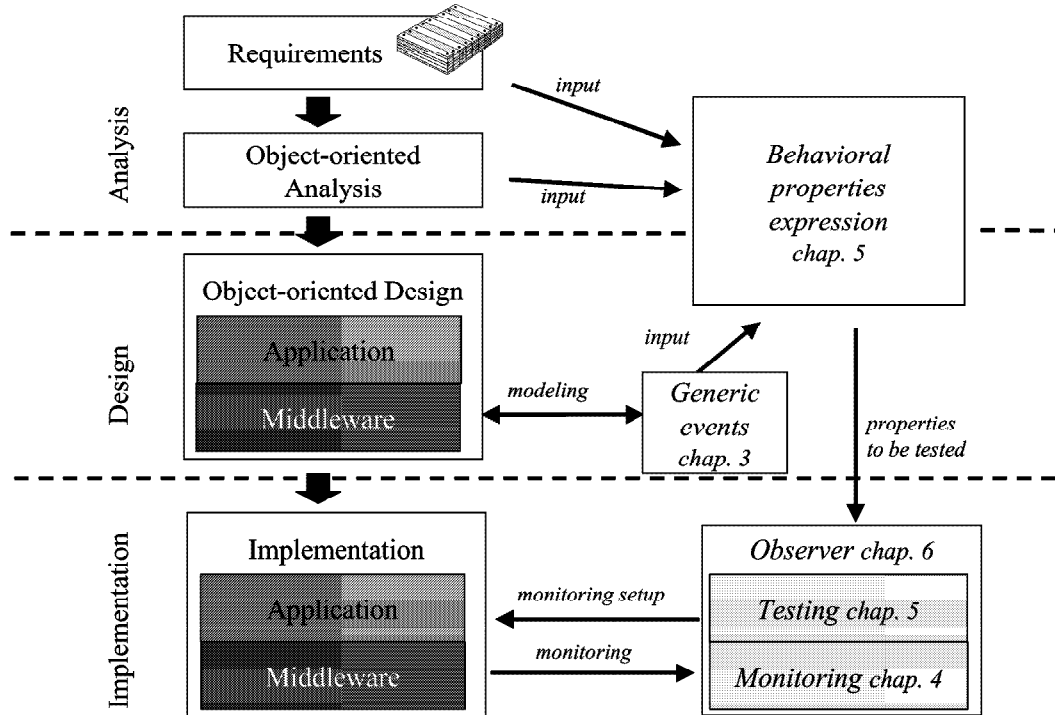 Requirements
input
Analysis
Object-oriented
Analysis
input
Behavioral
properties
expression
chap. 5
Object-oriented Design
Application
Middleware
Design
modeling
input
Generic
events
chap. 3
properties
to be tested
Implementation
Implementation
Application
Middleware
monitoring setup
monitoring
Observer chap. 6
Testing chap. 5
Monitoring chap. 4